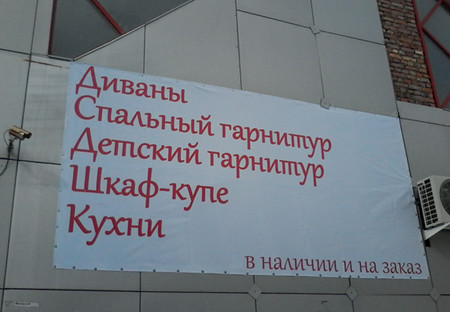 Диваны
Спальный гарнитур
Детский гарнитур
Шкаф-купе
Кухни
в наличии и на заказ